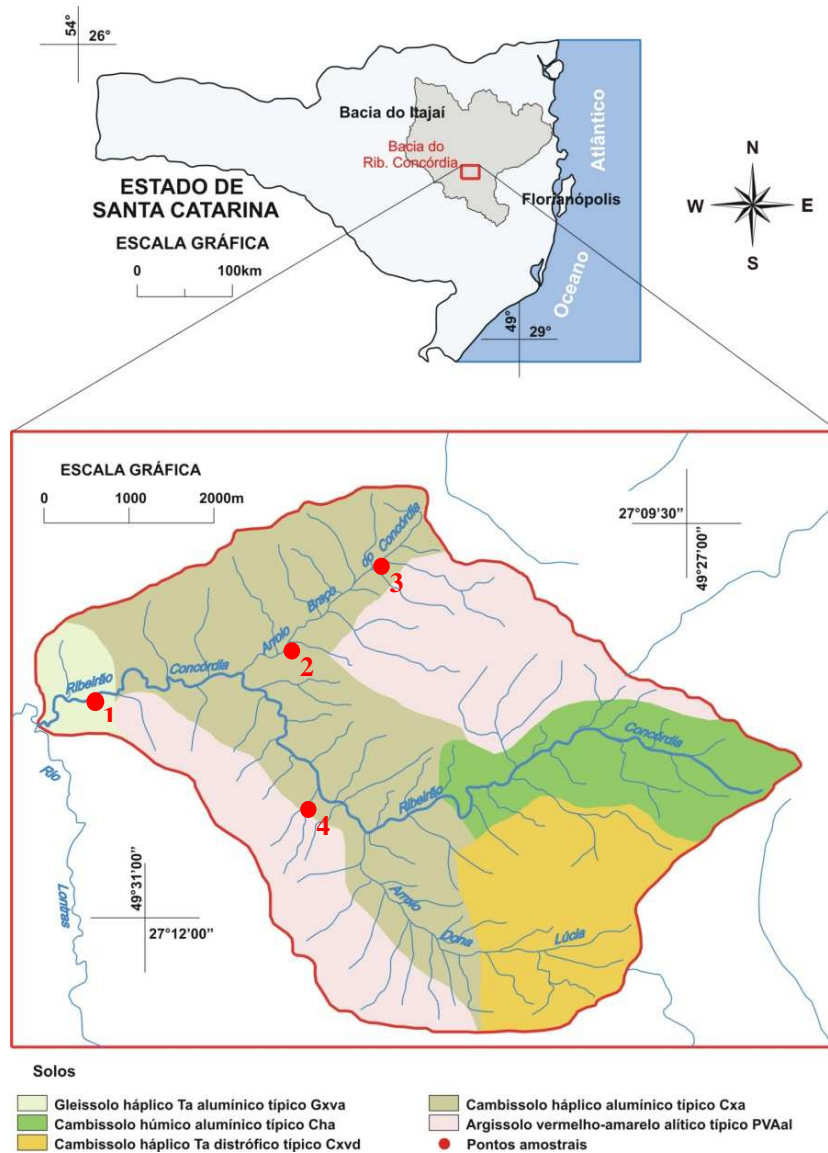 54°
26°
Bacia do Itajaí
Bacia do
Rib. Concórdia
ESTADO DE
SANTA CATARINA
Florianópolis
Atlântico
Oceano
ESCALA GRÁFICA
0 100km
49°
29°
N
W E
S
ESCALA GRÁFICA
0 1000 2000m
27°09'30"
49°27'00"
do Concórdia
3
Braço
Arroio
2
Concórdia
Ribeirão
1
Concórdia
Ribeirão
4
Rio
Lontras
49°31'00"
27°12'00"
Arroio
Dona
Lúcia
Solos
Gleissolo háplico Ta alumínico típico Gxva
Cambissolo húmico alumínico típico Cha
Cambissolo háplico Ta distrófico típico Cxvd
Cambissolo háplico alumínico típico Cxa
Argissolo vermelho-amarelo alítico típico PVAal
Pontos amostrais